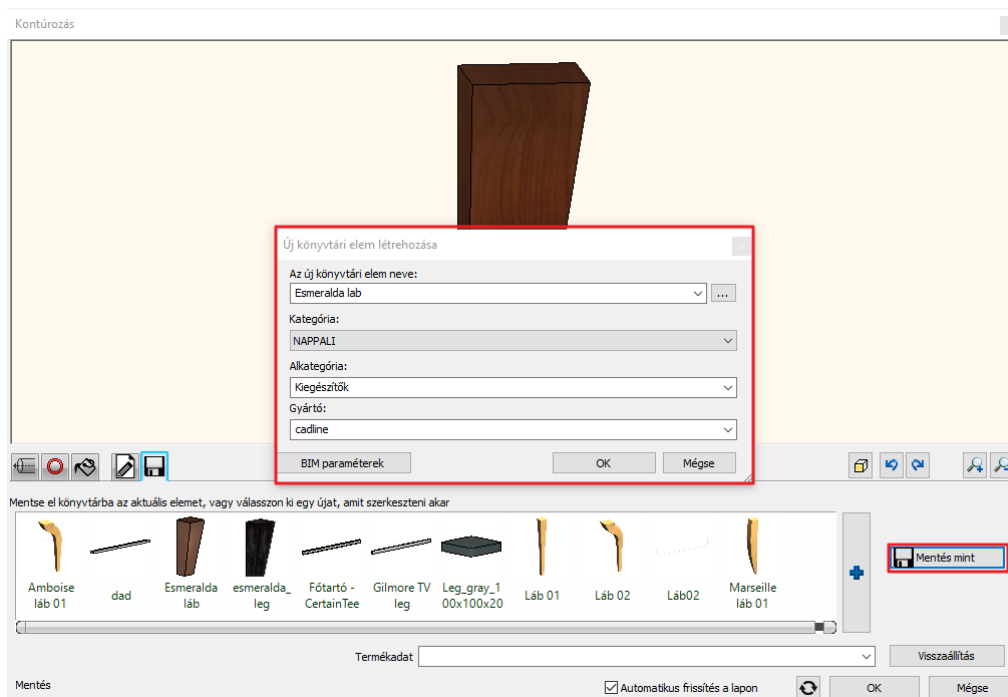 Kontúrozás
Új könyvtári elem létrehozása
Az új könyvtári elem neve:
Esmeralda lab
...
Kategória:
NAPPALI
Alkategória:
Kiegészítők
Gyártó:
cadline
BIM paraméterek
OK
Mégse
Mentse el könyvtárba az aktuális elemet, vagy válasszon ki egy újat, amit szerkeszteni akar
Amboise
láb 01
dad
Esmeralda
láb
esmeralda_
leg
Főtartó -
CertainTee
Gilmore TV
leg
Leg_gray_1
00x100x20
Láb 01
Láb 02
Láb02
Marseille
láb 01
Mentés mint
Termékadat
Visszaállítás
Mentés
Automatikus frissítés a lapon
OK
Mégse